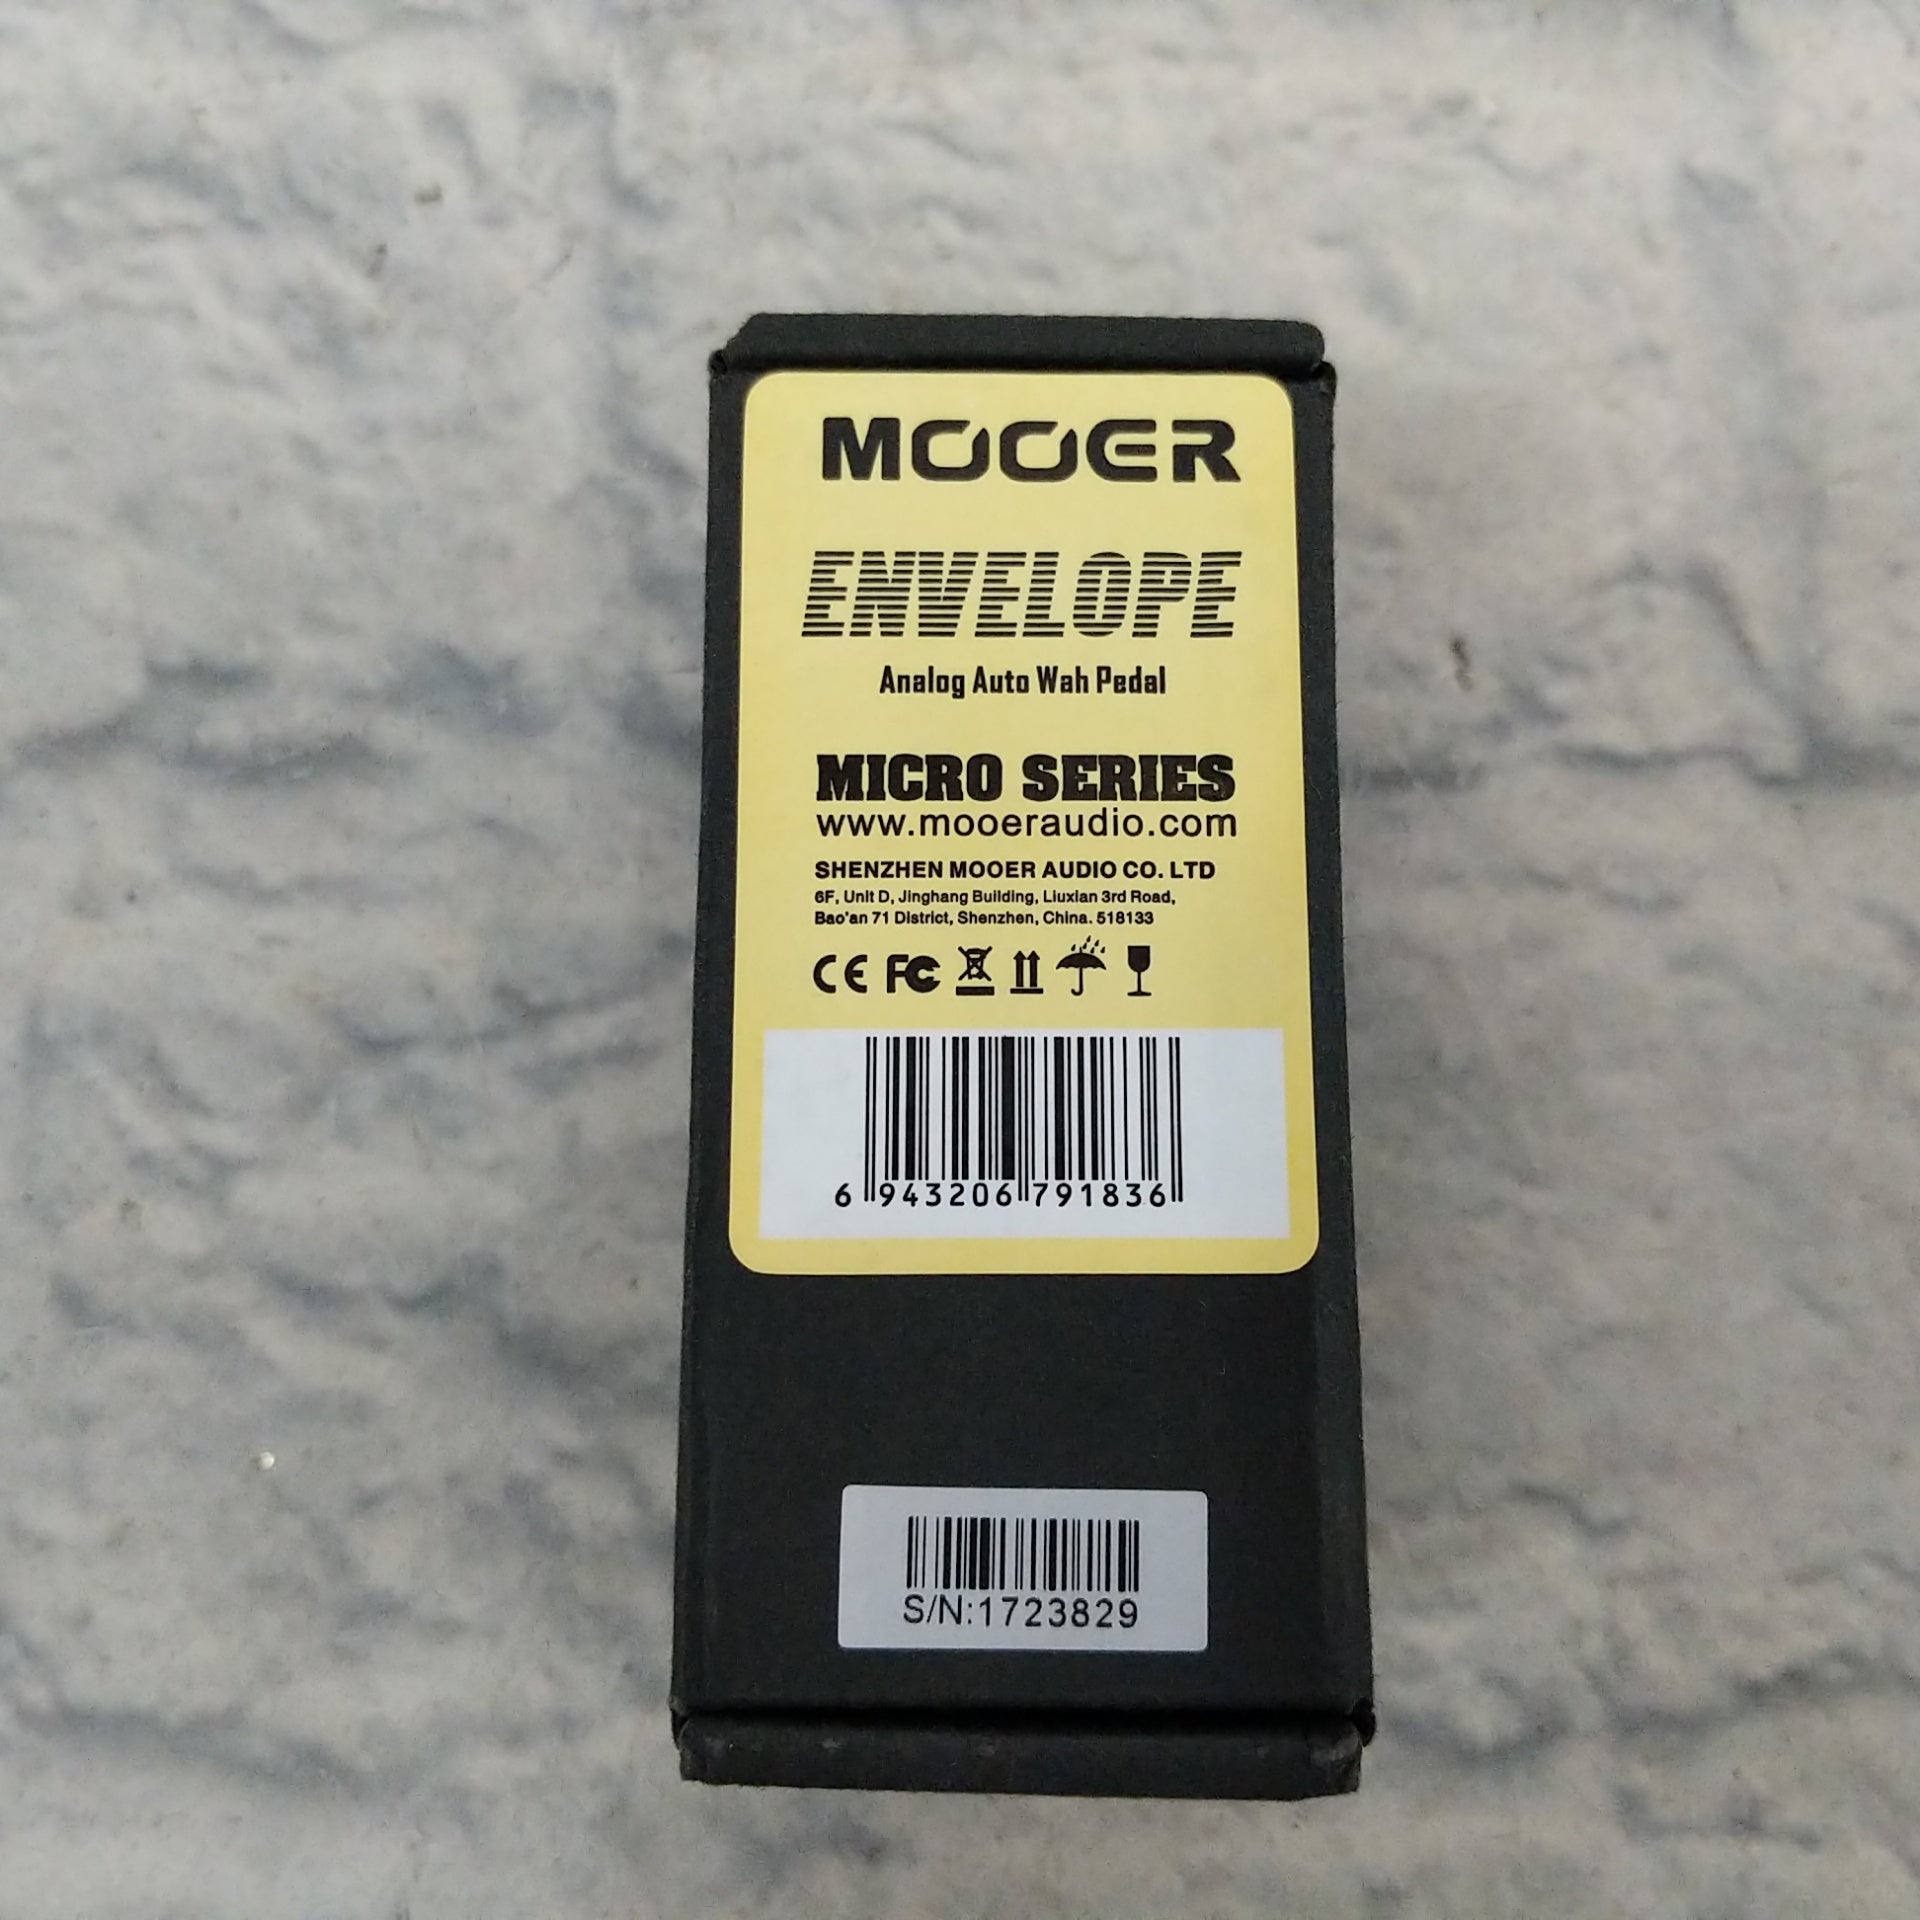 MOOER
ENVELOPE
Analog Auto Wah Pedal
MICRO SERIES
www.mooeraudio.com
SHENZHEN MOOER AUDIO CO. LTD
6F, Unit D, Jinghang Building, Liuxian 3rd Road,
Bao'an 71 District, Shenzhen, China. 518133
CE FC
6 943206 791836
S/N:1723829